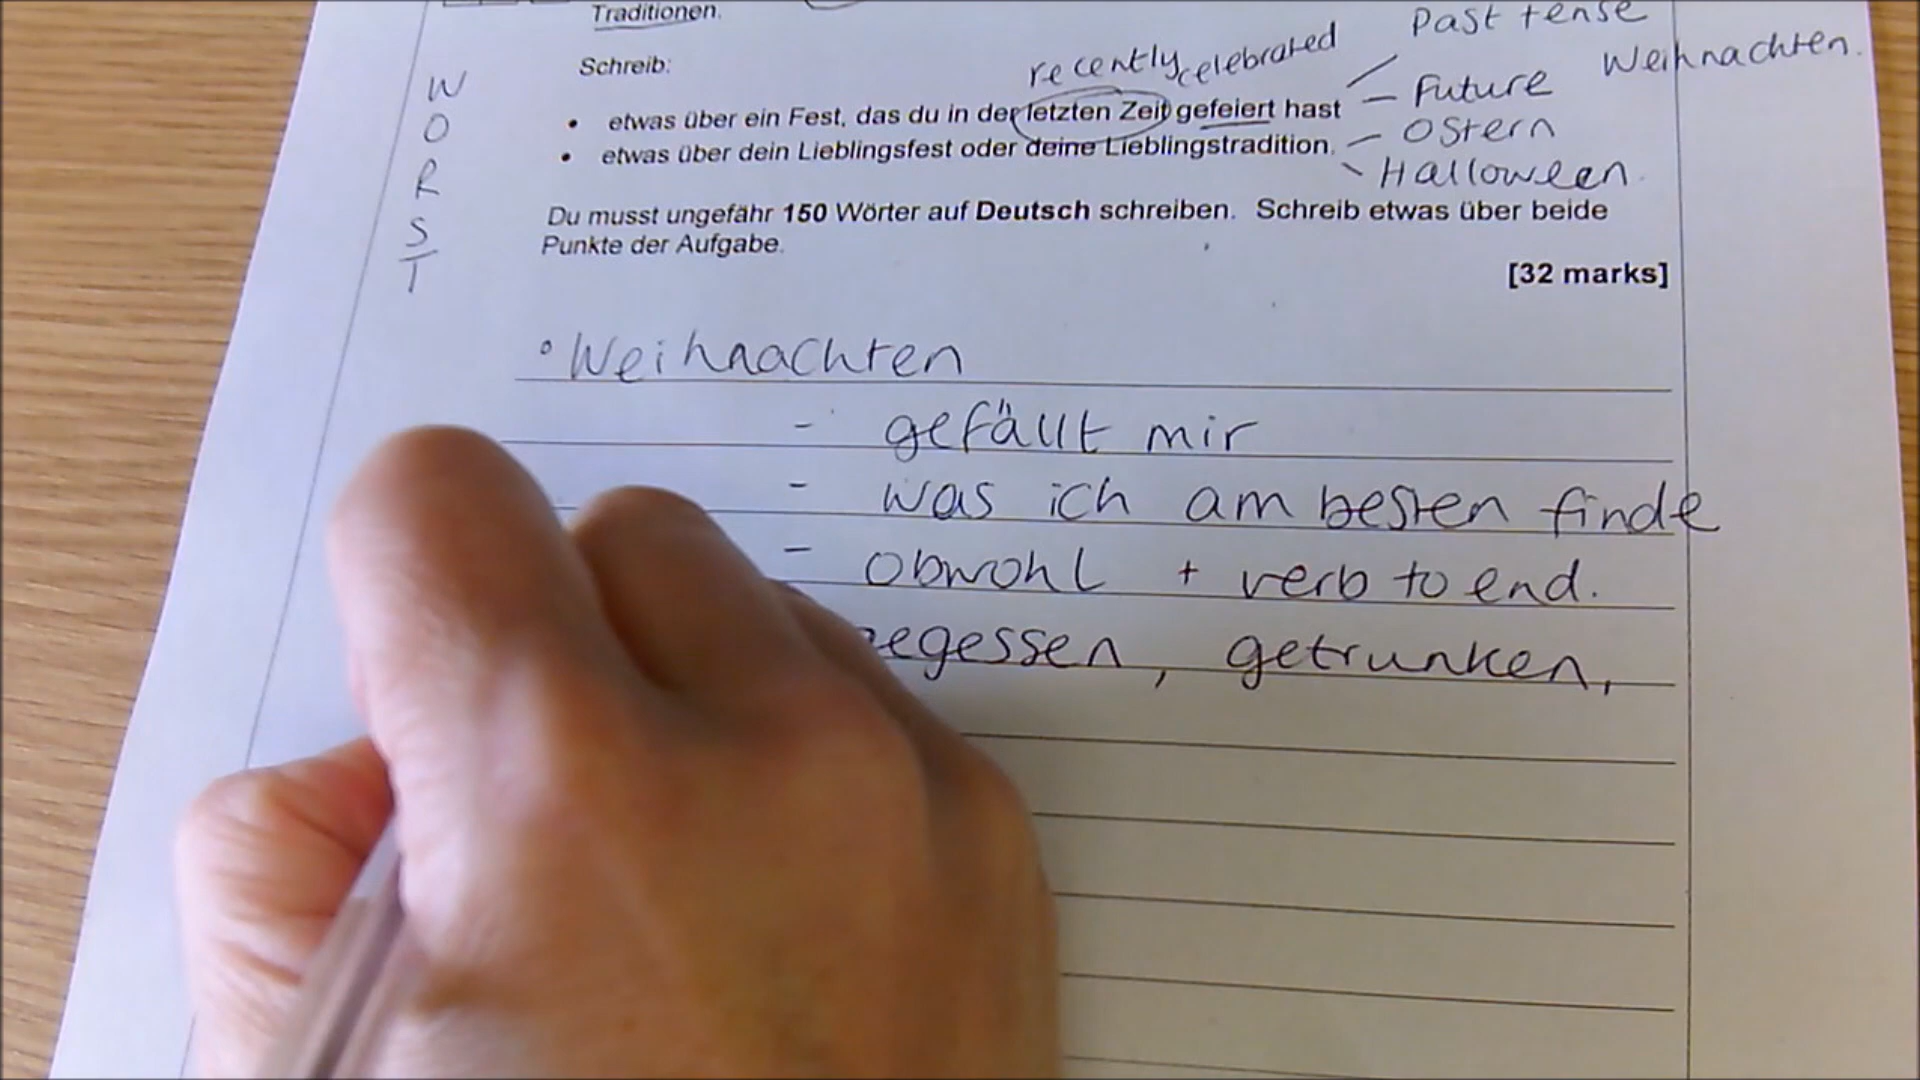 Traditionen.
Past tense
Weihnachten.
Schreib:
recently celebrated
Future
• etwas über ein Fest, das du in der letzten Zeit gefeiert hast
Ostern
• etwas über dein Lieblingsfest oder deine Lieblingstradition.
Halloween.
W
O
R
S
T
Du musst ungefähr 150 Wörter auf Deutsch schreiben. Schreib etwas über beide
Punkte der Aufgabe.
[32 marks]
• Weihnachten
- gefällt mir
- was ich am besten finde
- obwohl + verb to end.
gegessen, getrunken,